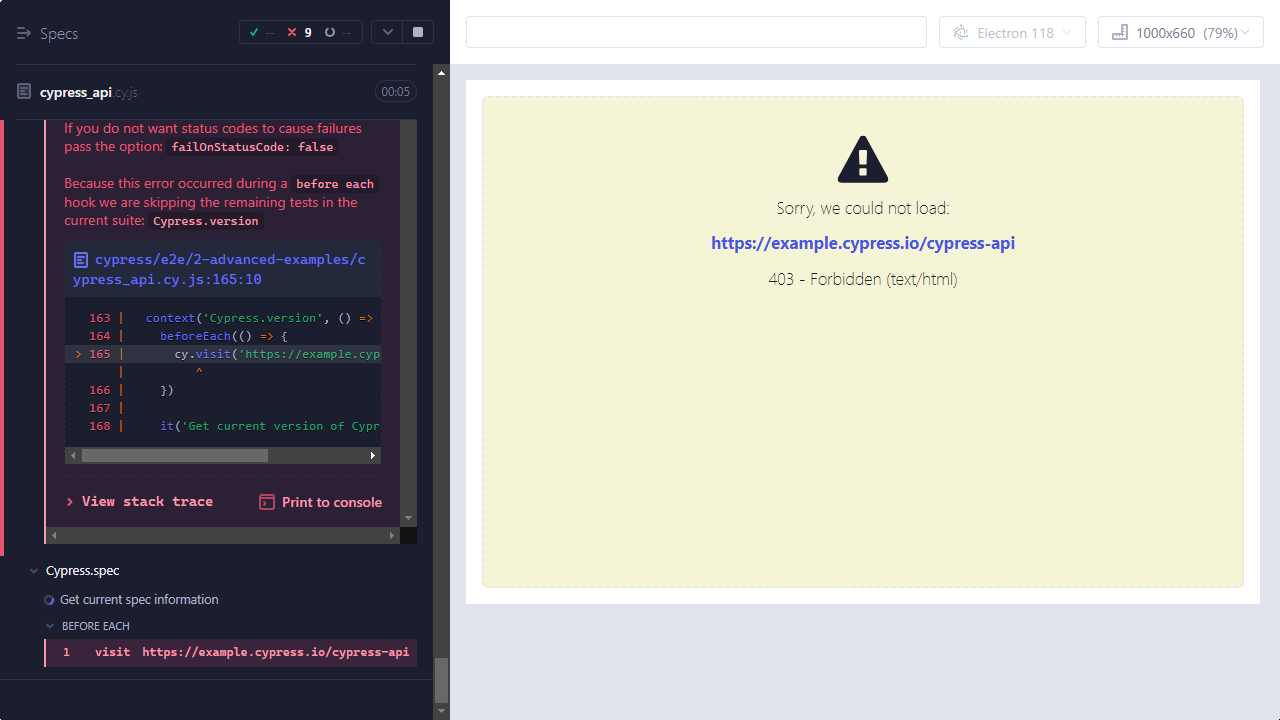 Specs
-- 9 --
cypress_api.cy.js
00:05
If you do not want status codes to cause failures
pass the option: failOnStatusCode: false
Because this error occurred during a before each
hook we are skipping the remaining tests in the
current suite: Cypress.version
cypress/e2e/2-advanced-examples/c
ypress_api.cy.js:165:10
163 | context('Cypress.version', () =>
164 | beforeEach(() => {
> 165 | cy.visit('https://example.cyp
| ^
166 | })
167 |
168 | it('Get current version of Cypr
View stack trace
Print to console
Cypress.spec
Get current spec information
BEFORE EACH
1 visit https://example.cypress.io/cypress-api
Electron 118
1000x660 (79%)
Sorry, we could not load:
https://example.cypress.io/cypress-api
403 - Forbidden (text/html)